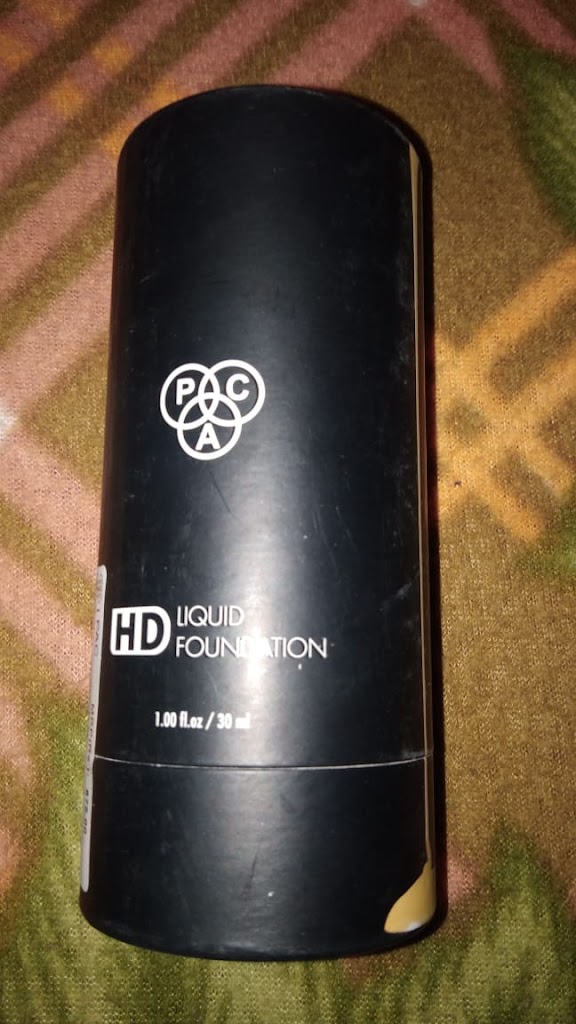 P C
A
HD LIQUID
FOUNDATION
1.00 fl.oz / 30 ml